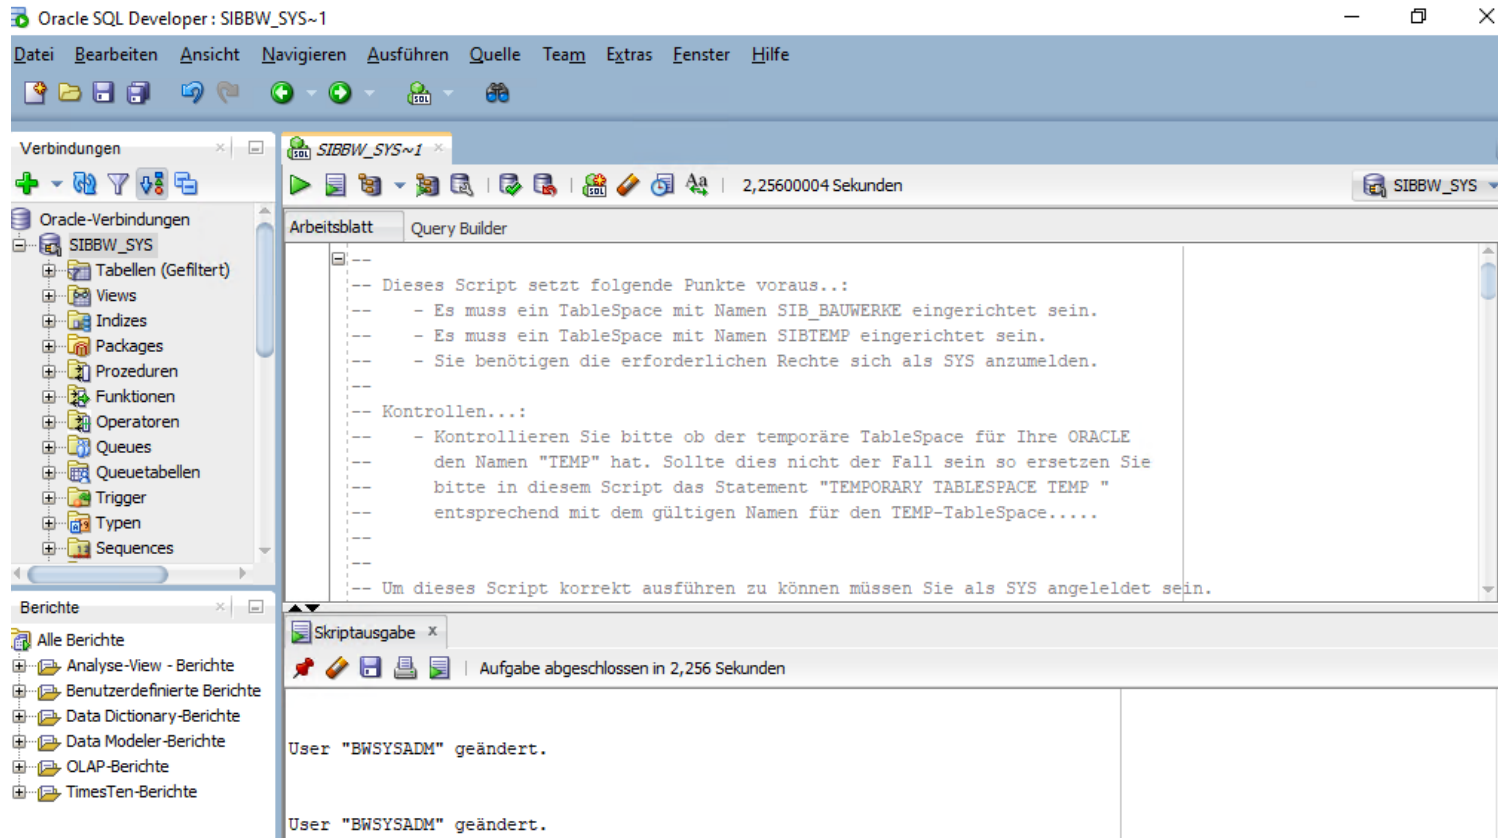 Oracle SQL Developer : SIBBW_SYS~1
Datei Bearbeiten Ansicht Navigieren Ausführen Quelle Team Extras Fenster Hilfe
Verbindungen
Oracle-Verbindungen
SIBBW_SYS
Tabellen (Gefiltert)
Views
Indizes
Packages
Prozeduren
Funktionen
Operatoren
Queues
Queuetabellen
Trigger
Typen
Sequences
Berichte
Alle Berichte
Analyse-View - Berichte
Benutzerdefinierte Berichte
Data Dictionary-Berichte
Data Modeler-Berichte
OLAP-Berichte
TimesTen-Berichte
SIBBW_SYS~1
2,25600004 Sekunden
SIBBW_SYS
Arbeitsblatt Query Builder
--
-- Dieses Script setzt folgende Punkte voraus..:
-- - Es muss ein TableSpace mit Namen SIB_BAUWERKE eingerichtet sein.
-- - Es muss ein TableSpace mit Namen SIBTEMP eingerichtet sein.
-- - Sie benötigen die erforderlichen Rechte sich als SYS anzumelden.
--
-- Kontrollen...:
-- - Kontrollieren Sie bitte ob der temporäre TableSpace für Ihre ORACLE
-- den Namen "TEMP" hat. Sollte dies nicht der Fall sein so ersetzen Sie
-- bitte in diesem Script das Statement "TEMPORARY TABLESPACE TEMP "
-- entsprechend mit dem gültigen Namen für den TEMP-TableSpace.....
--
--
-- Um dieses Script korrekt ausführen zu können müssen Sie als SYS angeleldet sein.
Skriptausgabe
Aufgabe abgeschlossen in 2,256 Sekunden
User "BWSYSADM" geändert.
User "BWSYSADM" geändert.